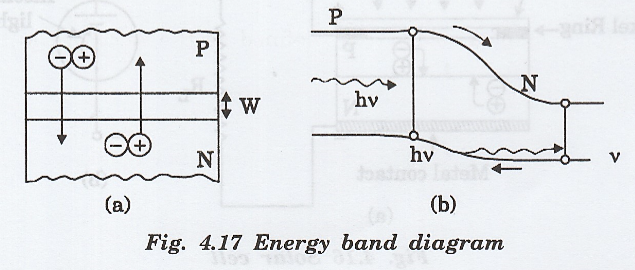 P
W
N
(a)
P
N
hν
hν
ν
(b)
Fig. 4.17 Energy band diagram